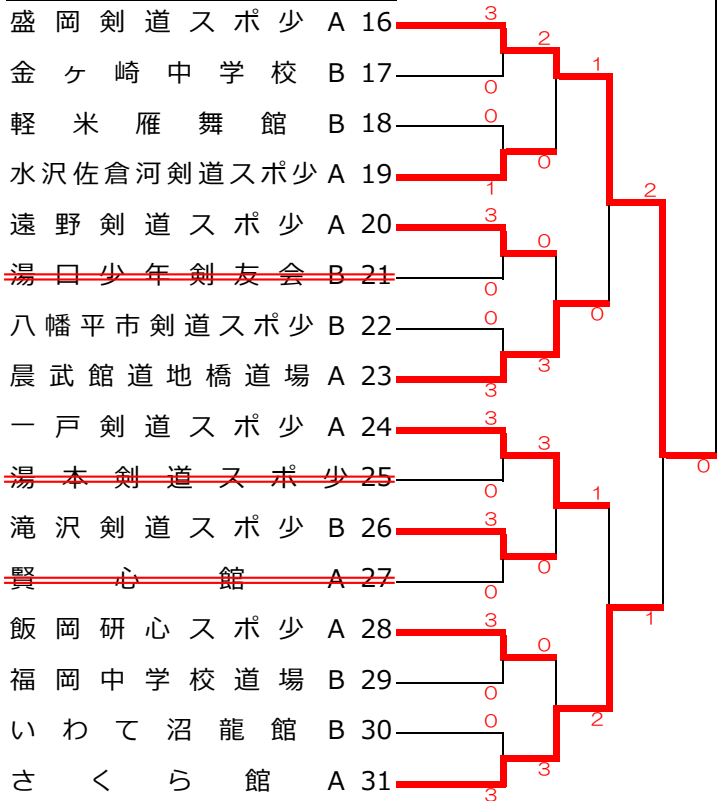 盛岡剣道スポ少 A 16
金ヶ崎中学校 B 17
軽米雁舞館 B 18
水沢佐倉河剣道スポ少 A 19
遠野剣道スポ少 A 20
湯口少年剣友会 B 21
八幡平市剣道スポ少 B 22
晨武館道地橋道場 A 23
一戸剣道スポ少 A 24
湯本剣道スポ少 25
滝沢剣道スポ少 B 26
賢心館 A 27
飯岡研心スポ少 A 28
福岡中学校道場 B 29
いわて沼龍館 B 30
さくら館 A 31
3
0
0
1
3
0
0
3
3
0
3
0
3
0
0
3
2
0
0
3
3
0
0
3
1
0
1
2
2
1
0